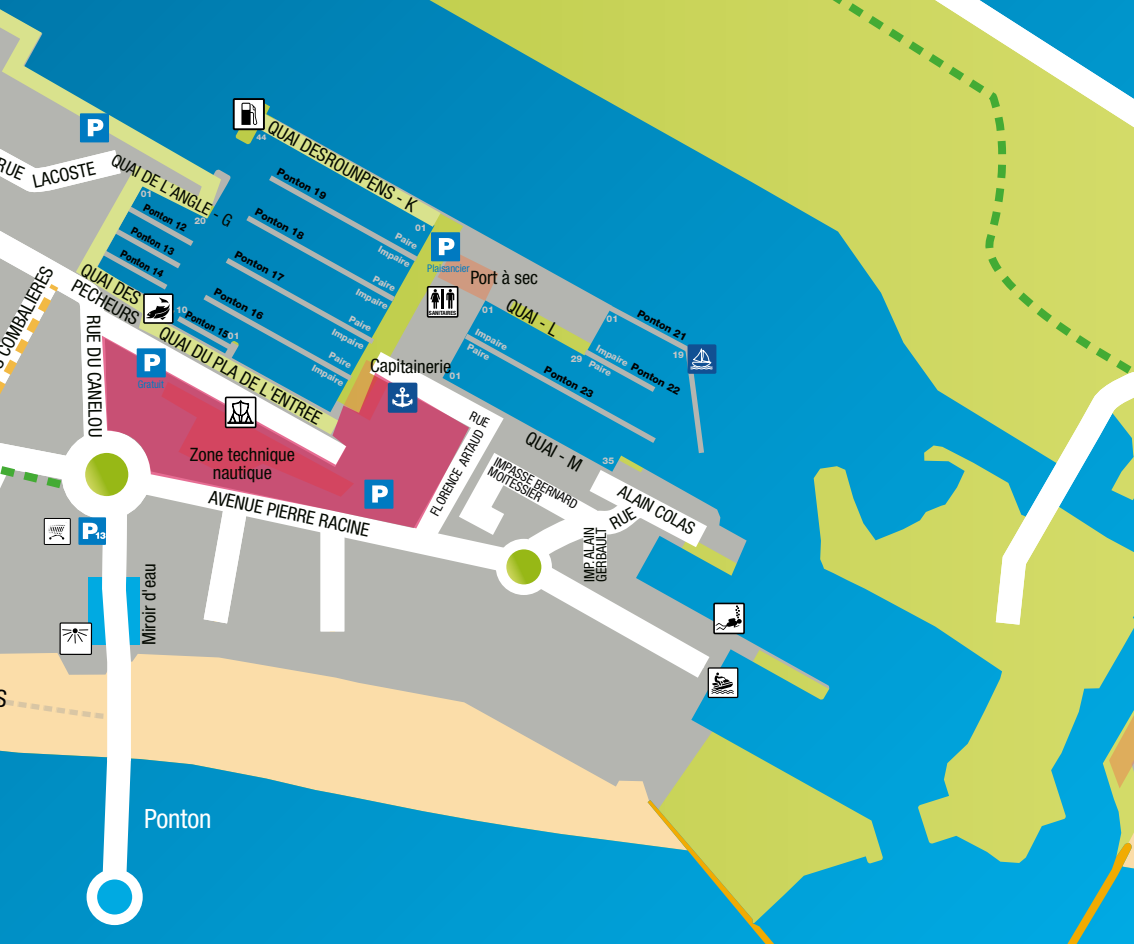 P
44
QUAI DESROUNPENS - K
RUE LACOSTE
QUAI DE L'ANGLE - G
01
20
Ponton 12
Ponton 13
Ponton 14
Ponton 19
Ponton 18
Ponton 17
Ponton 16
01
Paire
Impaire
Paire
Impaire
Paire
Impaire
Paire
Impaire
P
Plaisancier
Port à sec
SANITAIRES
QUAI - L
01
Impaire
Paire
01
29
Ponton 23
01
Ponton 21
19
Impaire
Paire
Ponton 22
QUAI DES
PECHEURS
10
Ponton 15
01
QUAI DU PLA DE L'ENTREE
COMBALIERES
RUE DU CANELOU
P
Gratuit
Capitainerie
Zone technique
nautique
P
AVENUE PIERRE RACINE
RUE
FLORENCE ARTAUD
QUAI - M
35
IMPASSE BERNARD
MOITESSIER
RUE
ALAIN COLAS
IMP. ALAIN
GERBAULT
P13
Miroir d'eau
S
Ponton